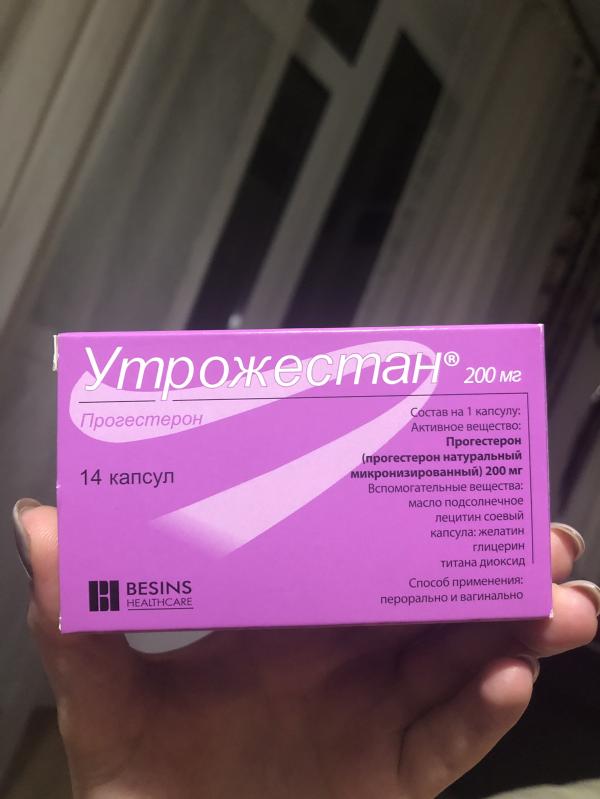 Утрожестан® 200 мг
Прогестерон
14 капсул
Состав на 1 капсулу:
Активное вещество:
Прогестерон
(прогестерон натуральный
микронизированный) 200 мг
Вспомогательные вещества:
масло подсолнечное
лецитин соевый
капсула: желатин
глицерин
титана диоксид
Способ применения:
перорально и вагинально
BESINS
HEALTHCARE